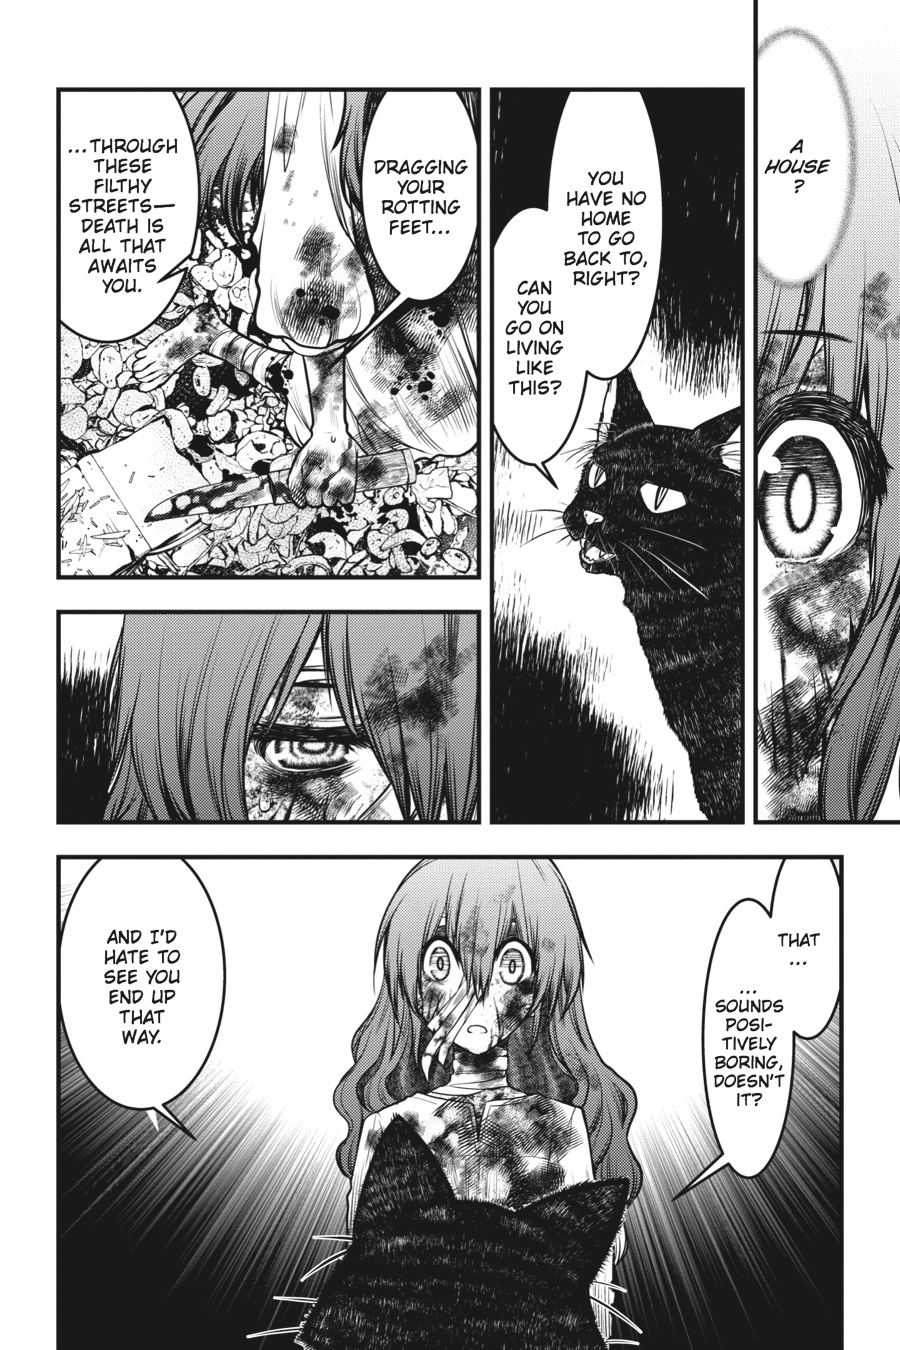 A
HOUSE
?
YOU
HAVE NO
HOME
TO GO
BACK TO,
RIGHT?
CAN
YOU
GO ON
LIVING
LIKE
THIS?
DRAGGING
YOUR
ROTTING
FEET...
...THROUGH
THESE
FILTHY
STREETS—
DEATH IS
ALL THAT
AWAITS
YOU.
THAT
...
...
SOUNDS
POSI-
TIVELY
BORING,
DOESN'T
IT?
AND I'D
HATE TO
SEE YOU
END UP
THAT
WAY.